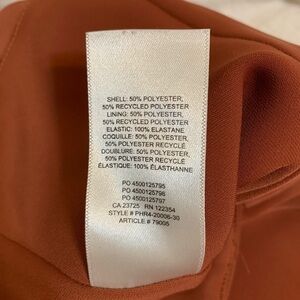 SHELL: 50% POLYESTER,
50% RECYCLED POLYESTER
LINING: 50% POLYESTER,
50% RECYCLED POLYESTER
ELASTIC: 100% ELASTANE
COQUILLE: 50% POLYESTER,
50% POLYESTER RECYCLÉ
DOUBLURE: 50% POLYESTER,
50% POLYESTER RECYCLÉ
ÉLASTIQUE: 100% ÉLASTHANNE
PO 4500125795
PO 4500125796
PO 4500125797
CA 23725 RN 122354
STYLE # PHR4-20006-30
ARTICLE # 79005